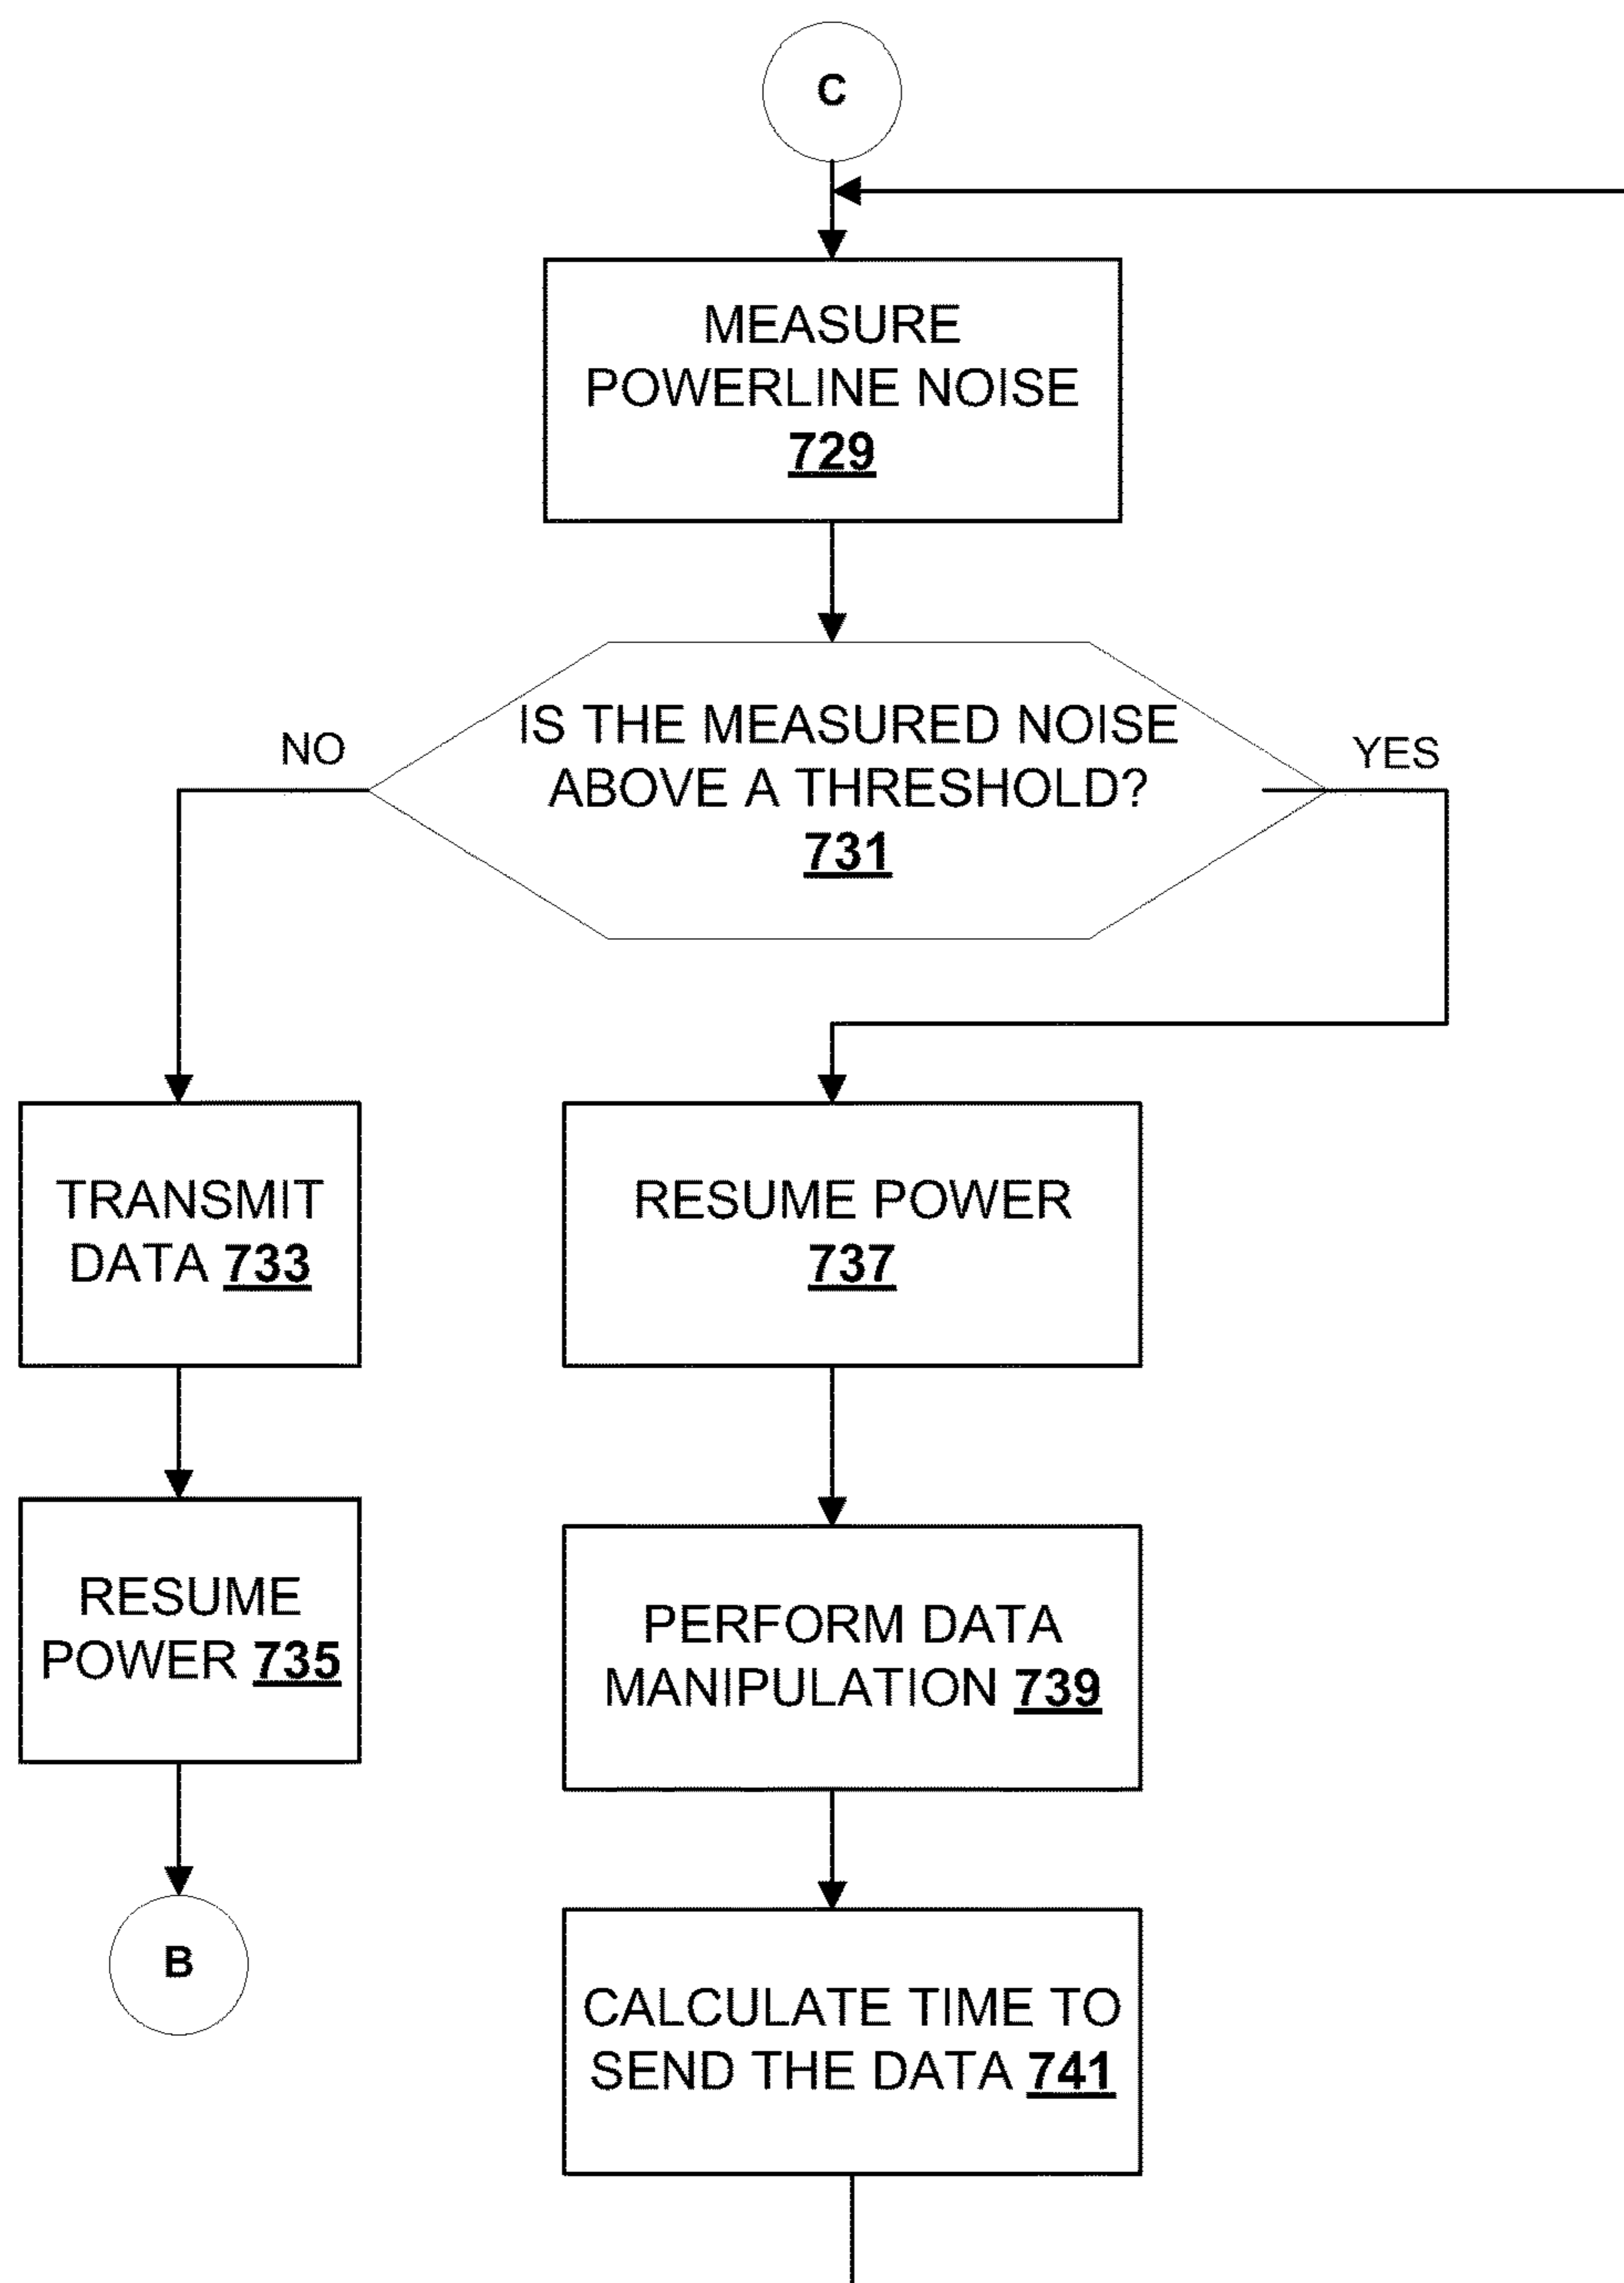 C
MEASURE
POWERLINE NOISE
729
IS THE MEASURED NOISE
ABOVE A THRESHOLD?
731
NO
YES
TRANSMIT
DATA 733
RESUME POWER
737
RESUME
POWER 735
PERFORM DATA
MANIPULATION 739
B
CALCULATE TIME TO
SEND THE DATA 741